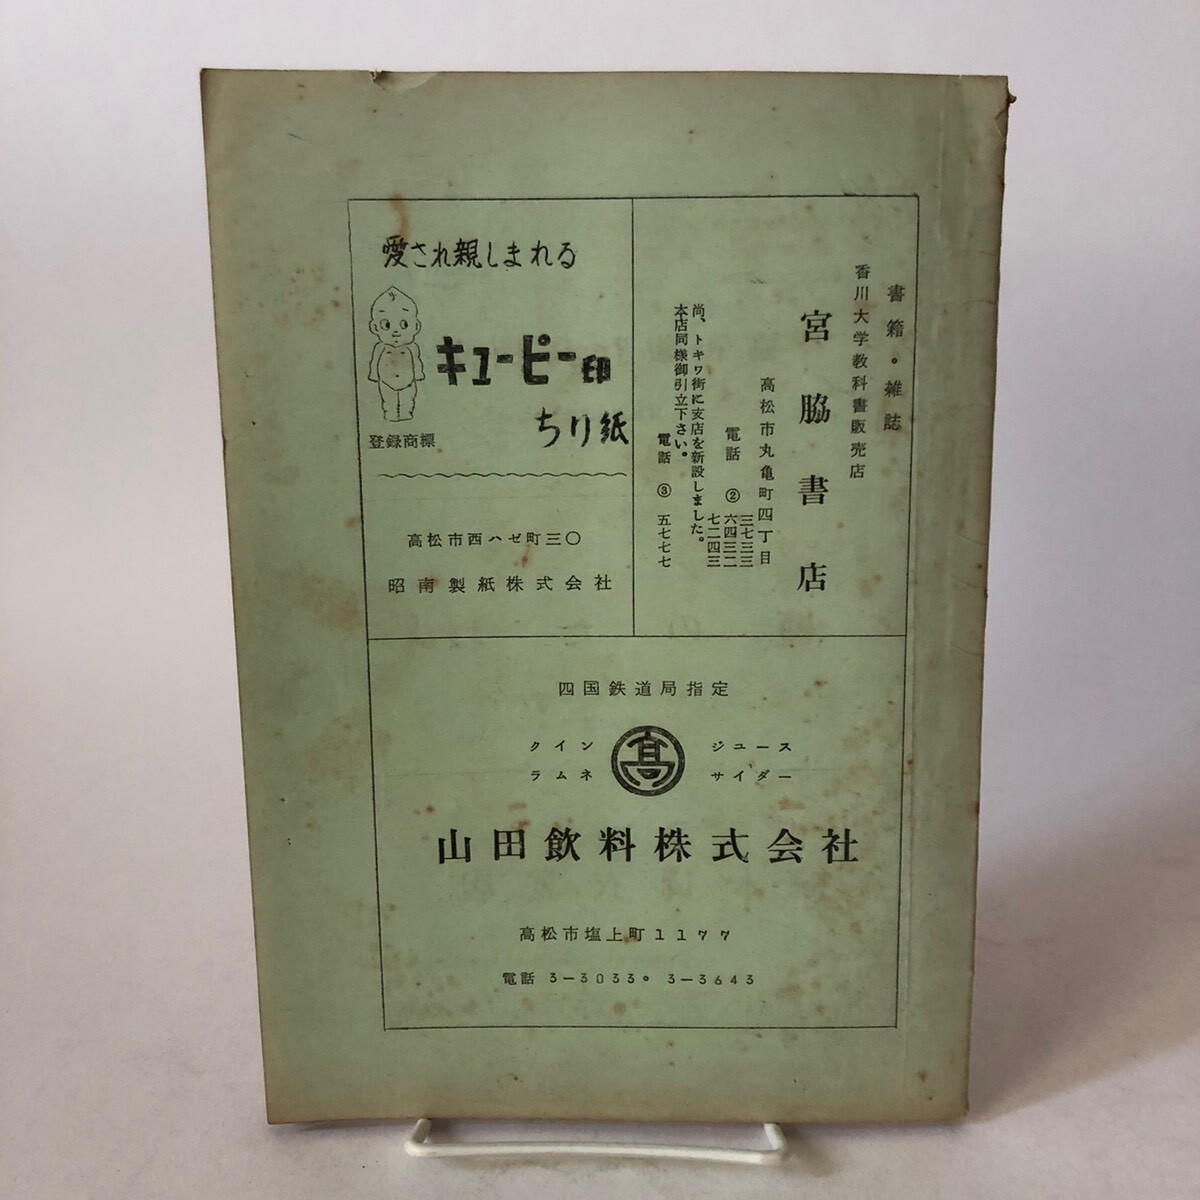 書籍・雑誌
香川大学教科書販売店
宮脇書店
高松市丸亀町四丁目
電話 ② 三七三三
六四三二
七二四三
尚、トキワ街に支店を新設しました。
本店同様御引立下さい。
電話 ③ 五七七七
愛され親しまれる
キューピー印
ちり紙
登録商標
高松市西ハゼ町三〇
昭南製紙株式会社
四国鉄道局指定
クイン ジユース
高
ラムネ サイダー
山田飲料株式会社
高松市塩上町1177
電話 3-3033。3-3643